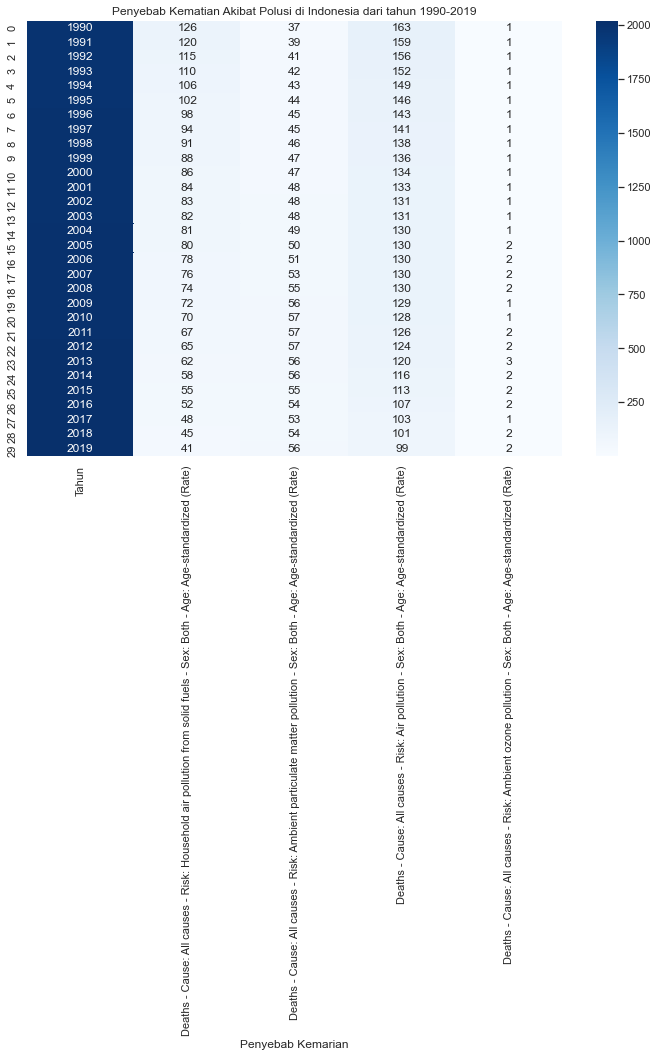 Penyebab Kematian Akibat Polusi di Indonesia dari tahun 1990-2019
0 1990 126 37 163 1
1 1991 120 39 159 1
2 1992 115 41 156 1
3 1993 110 42 152 1
4 1994 106 43 149 1
5 1995 102 44 146 1
6 1996 98 45 143 1
7 1997 94 45 141 1
8 1998 91 46 138 1
9 1999 88 47 136 1
10 2000 86 47 134 1
11 2001 84 48 133 1
12 2002 83 48 131 1
13 2003 82 48 131 1
14 2004 81 49 130 1
15 2005 80 50 130 2
16 2006 78 51 130 2
17 2007 76 53 130 2
18 2008 74 55 130 2
19 2009 72 56 129 1
20 2010 70 57 128 1
21 2011 67 57 126 2
22 2012 65 57 124 2
23 2013 62 56 120 3
24 2014 58 56 116 2
25 2015 55 55 113 2
26 2016 52 54 107 2
27 2017 48 53 103 1
28 2018 45 54 101 2
29 2019 41 56 99 2
Tahun
Deaths - Cause: All causes - Risk: Household air pollution from solid fuels - Sex: Both - Age: Age-standardized (Rate)
Deaths - Cause: All causes - Risk: Ambient particulate matter pollution - Sex: Both - Age: Age-standardized (Rate)
Deaths - Cause: All causes - Risk: Air pollution - Sex: Both - Age: Age-standardized (Rate)
Deaths - Cause: All causes - Risk: Ambient ozone pollution - Sex: Both - Age: Age-standardized (Rate)
Penyebab Kemarian
2000
1750
1500
1250
1000
750
500
250